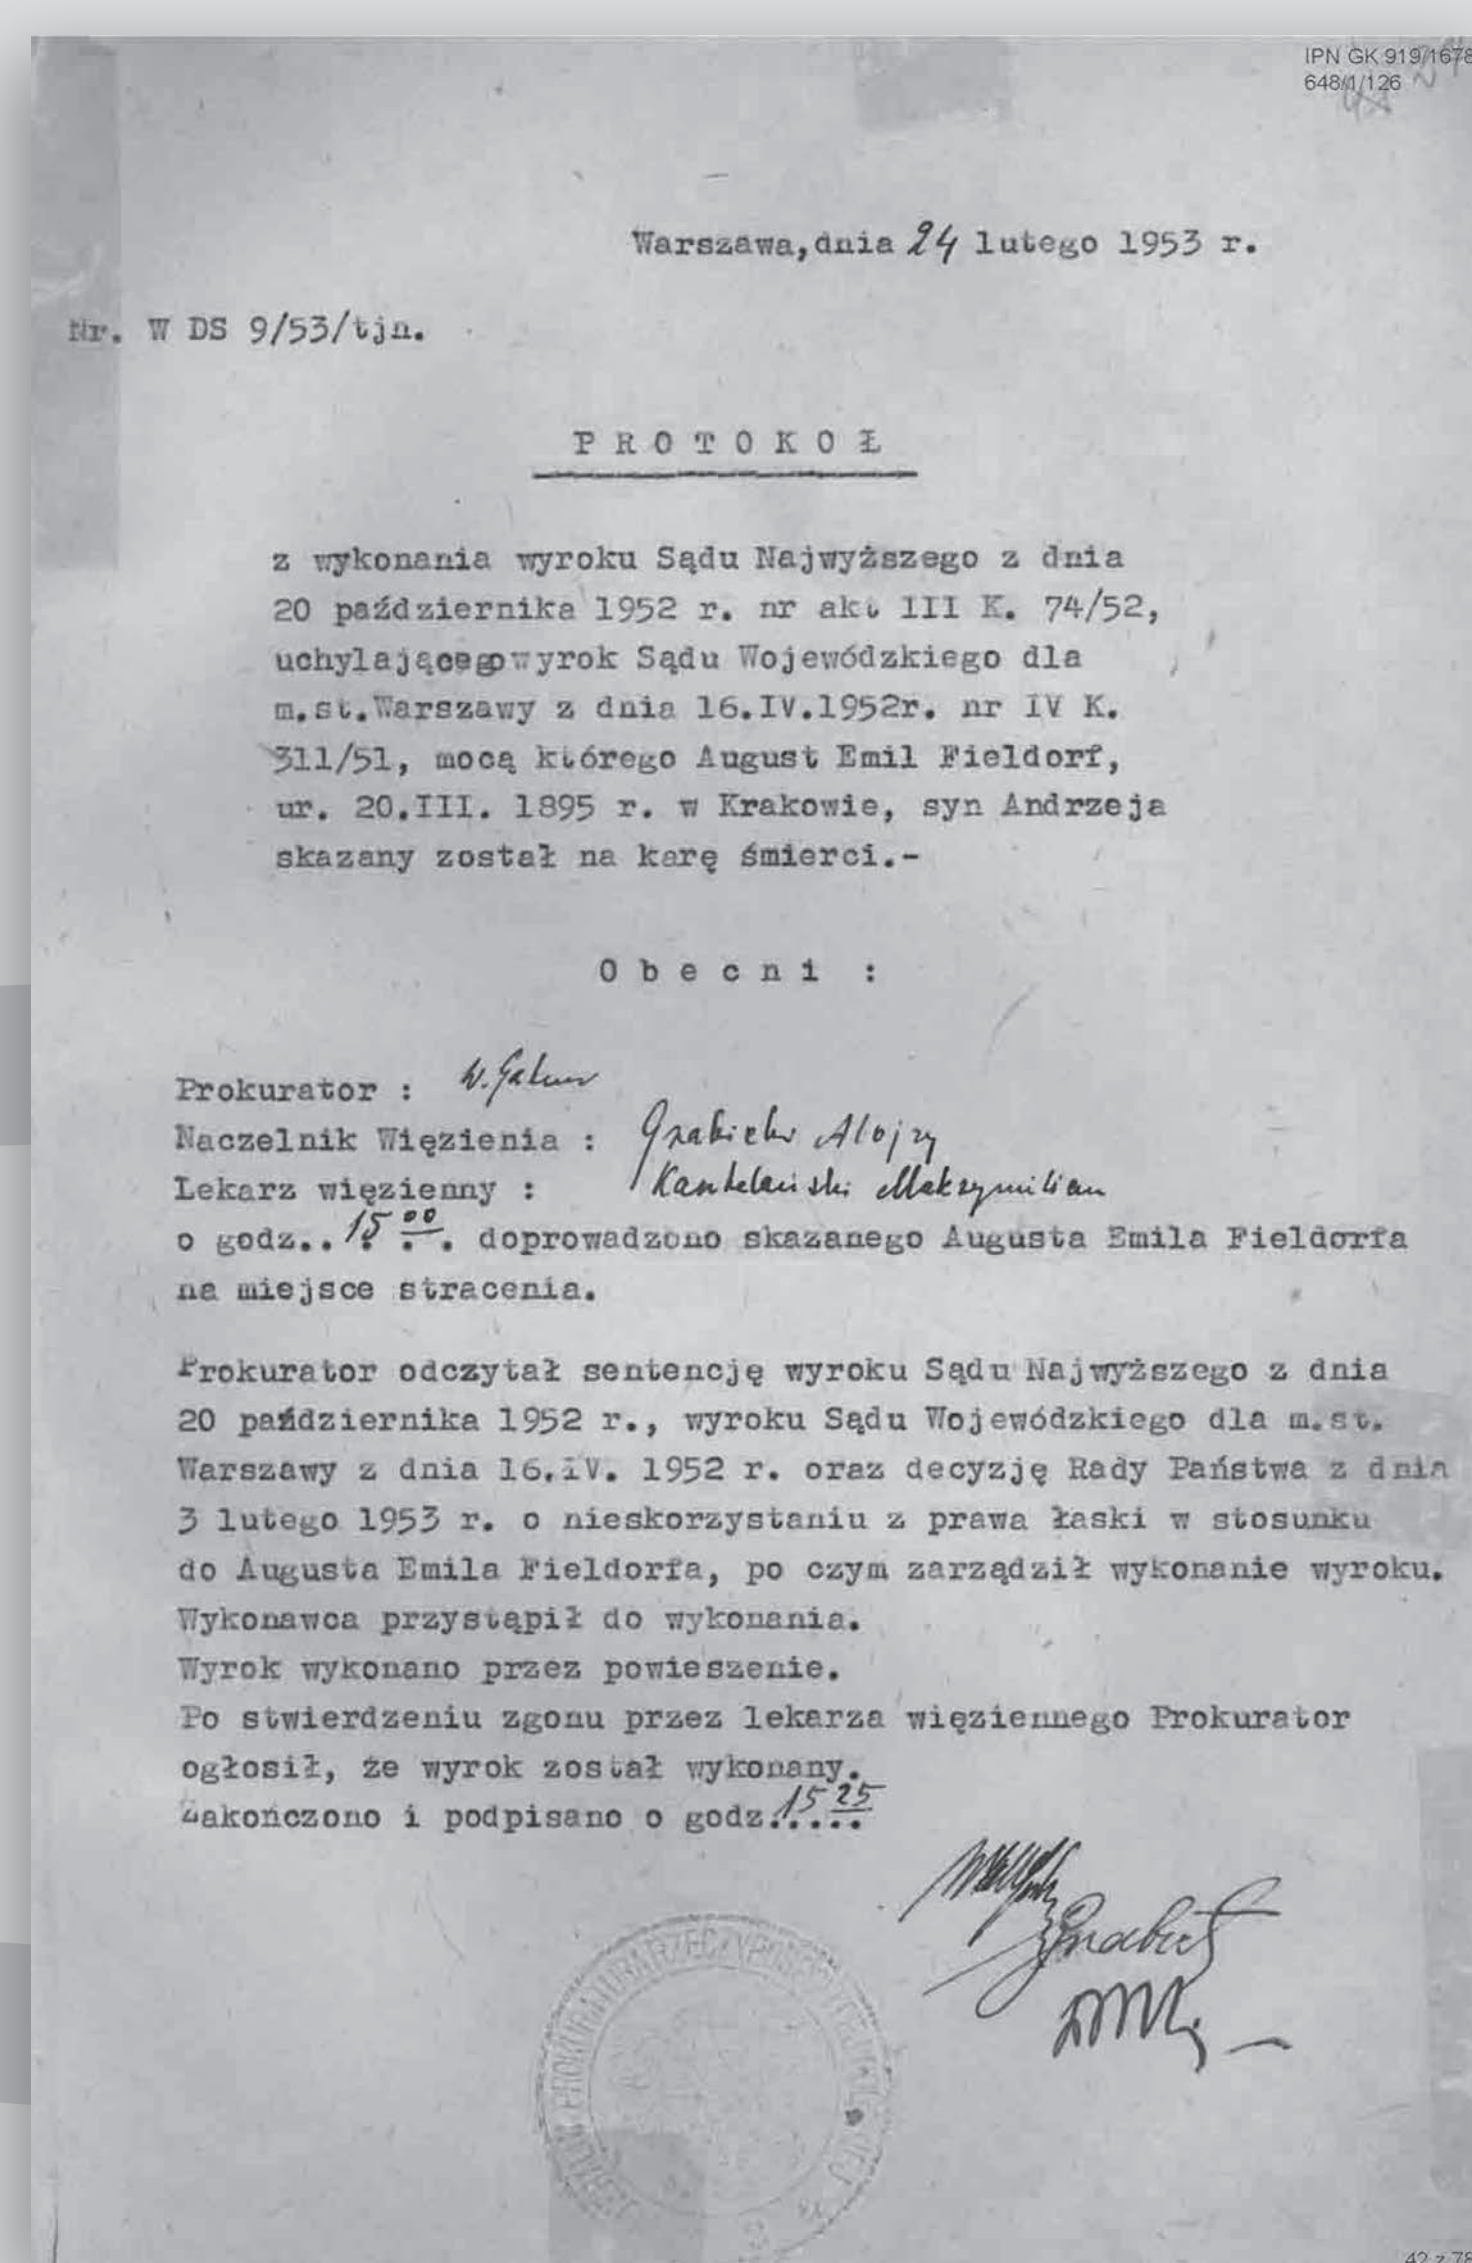 IPN GK 919/1678
648/1/126
Warszawa, dnia 24 lutego 1953 r.
Nr. W DS 9/53/tjn.
P R O T O K O Ł
z wykonania wyroku Sądu Najwyższego z dnia
20 października 1952 r. nr akt III K. 74/52,
uchylającego wyrok Sądu Wojewódzkiego dla
m.st.Warszawy z dnia 16.IV.1952r. nr IV K.
311/51, mocą którego August Emil Fieldorf,
ur. 20.III. 1895 r. w Krakowie, syn Andrzeja
skazany został na karę śmierci.-
O b e c n i :
Prokurator : W.
Naczelnik Więzienia : Grabicki Alojzy
Lekarz więzienny : Maksymilian
o godz.. 15 00 . doprowadzono skazanego Augusta Emila Fieldorfa
na miejsce stracenia.
Prokurator odczytał sentencję wyroku Sądu Najwyższego z dnia
20 października 1952 r., wyroku Sądu Wojewódzkiego dla m.st.
Warszawy z dnia 16.IV. 1952 r. oraz decyzję Rady Państwa z dnia
3 lutego 1953 r. o nieskorzystaniu z prawa łaski w stosunku
do Augusta Emila Fieldorfa, po czym zarządził wykonanie wyroku.
Wykonawca przystąpił do wykonania.
Wyrok wykonano przez powieszenie.
Po stwierdzeniu zgonu przez lekarza więziennego Prokurator
ogłosił, że wyrok został wykonany.
Zakończono i podpisano o godz. 15 25
42 z 78